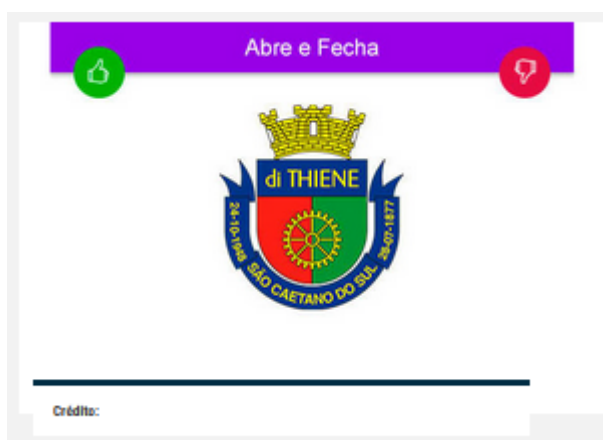 Abre e Fecha
di THIENE
24-10-1948
SÃO CAETANO DO SUL
28-07-1877
Crédito: